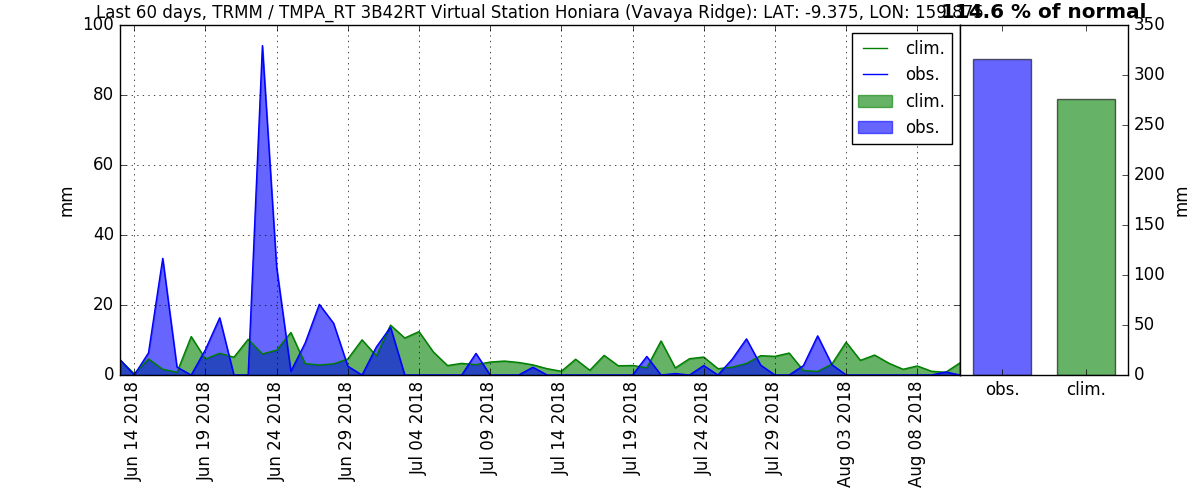 Last 60 days, TRMM / TMPA_RT 3B42RT Virtual Station Honiara (Vavaya Ridge): LAT: -9.375, LON:
114.6 % of normal
100
80
60
40
20
0
mm
clim.
obs.
clim.
obs.
Jun 14 2018
Jun 19 2018
Jun 24 2018
Jun 29 2018
Jul 04 2018
Jul 09 2018
Jul 14 2018
Jul 19 2018
Jul 24 2018
Jul 29 2018
Aug 03 2018
Aug 08 2018
350
300
250
200
150
100
50
0
mm
obs.
clim.